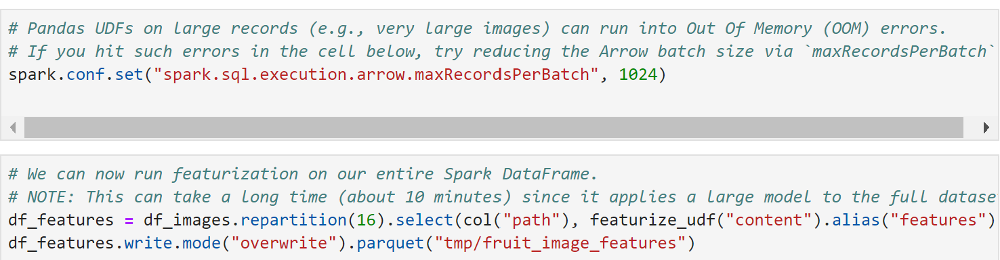 # Pandas UDFs on large records (e.g., very large images) can run into Out Of Memory (OOM) errors.
# If you hit such errors in the cell below, try reducing the Arrow batch size via `maxRecordsPerBatch`
spark.conf.set("spark.sql.execution.arrow.maxRecordsPerBatch", 1024)
# We can now run featurization on our entire Spark DataFrame.
# NOTE: This can take a long time (about 10 minutes) since it applies a large model to the full datase
df_features = df_images.repartition(16).select(col("path"), featurize_udf("content").alias("features")
df_features.write.mode("overwrite").parquet("tmp/fruit_image_features")